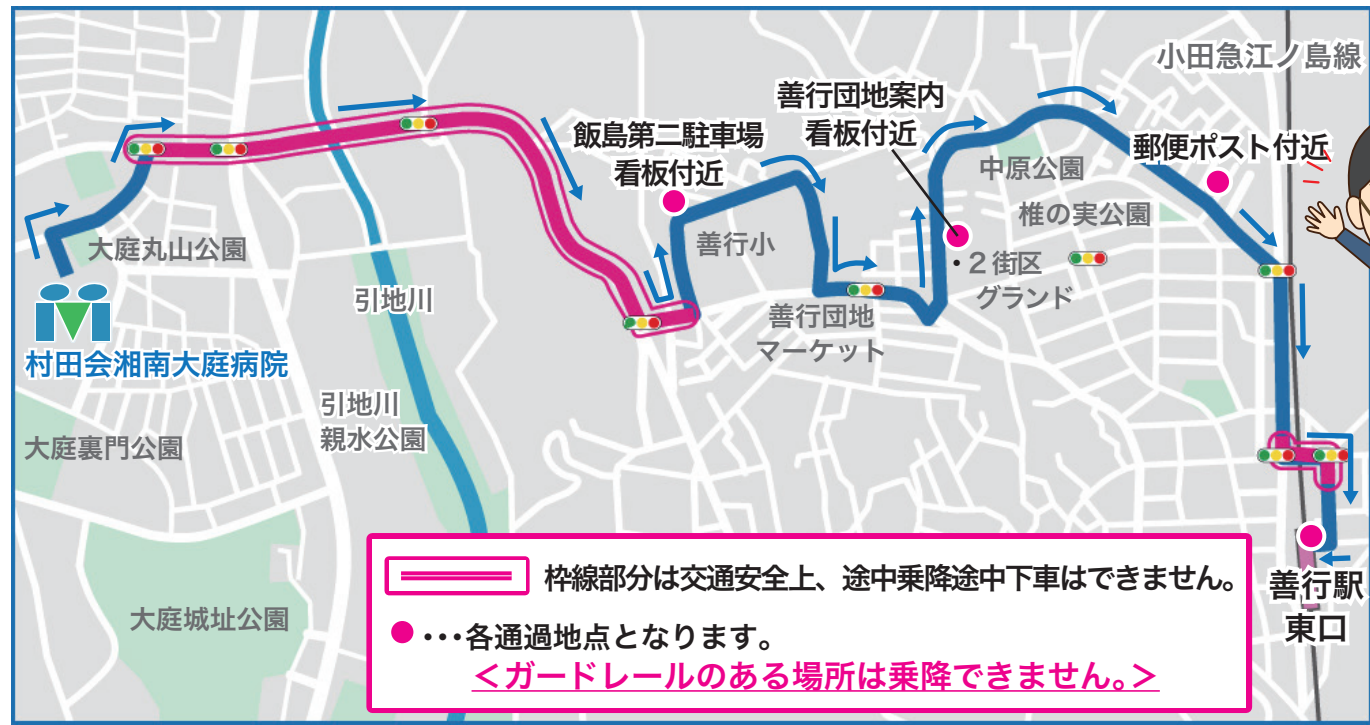 小田急江ノ島線
善行団地案内
看板付近
飯島第二駐車場
看板付近
郵便ポスト付近
中原公園
椎の実公園
大庭丸山公園
善行小
・2街区
グランド
引地川
善行団地
マーケット
村田会湘南大庭病院
引地川
親水公園
大庭裏門公園
大庭城址公園
善行駅
東口
枠線部分は交通安全上、途中乗降途中下車はできません。
●・・・各通過地点となります。
＜ガードレールのある場所は乗降できません。＞